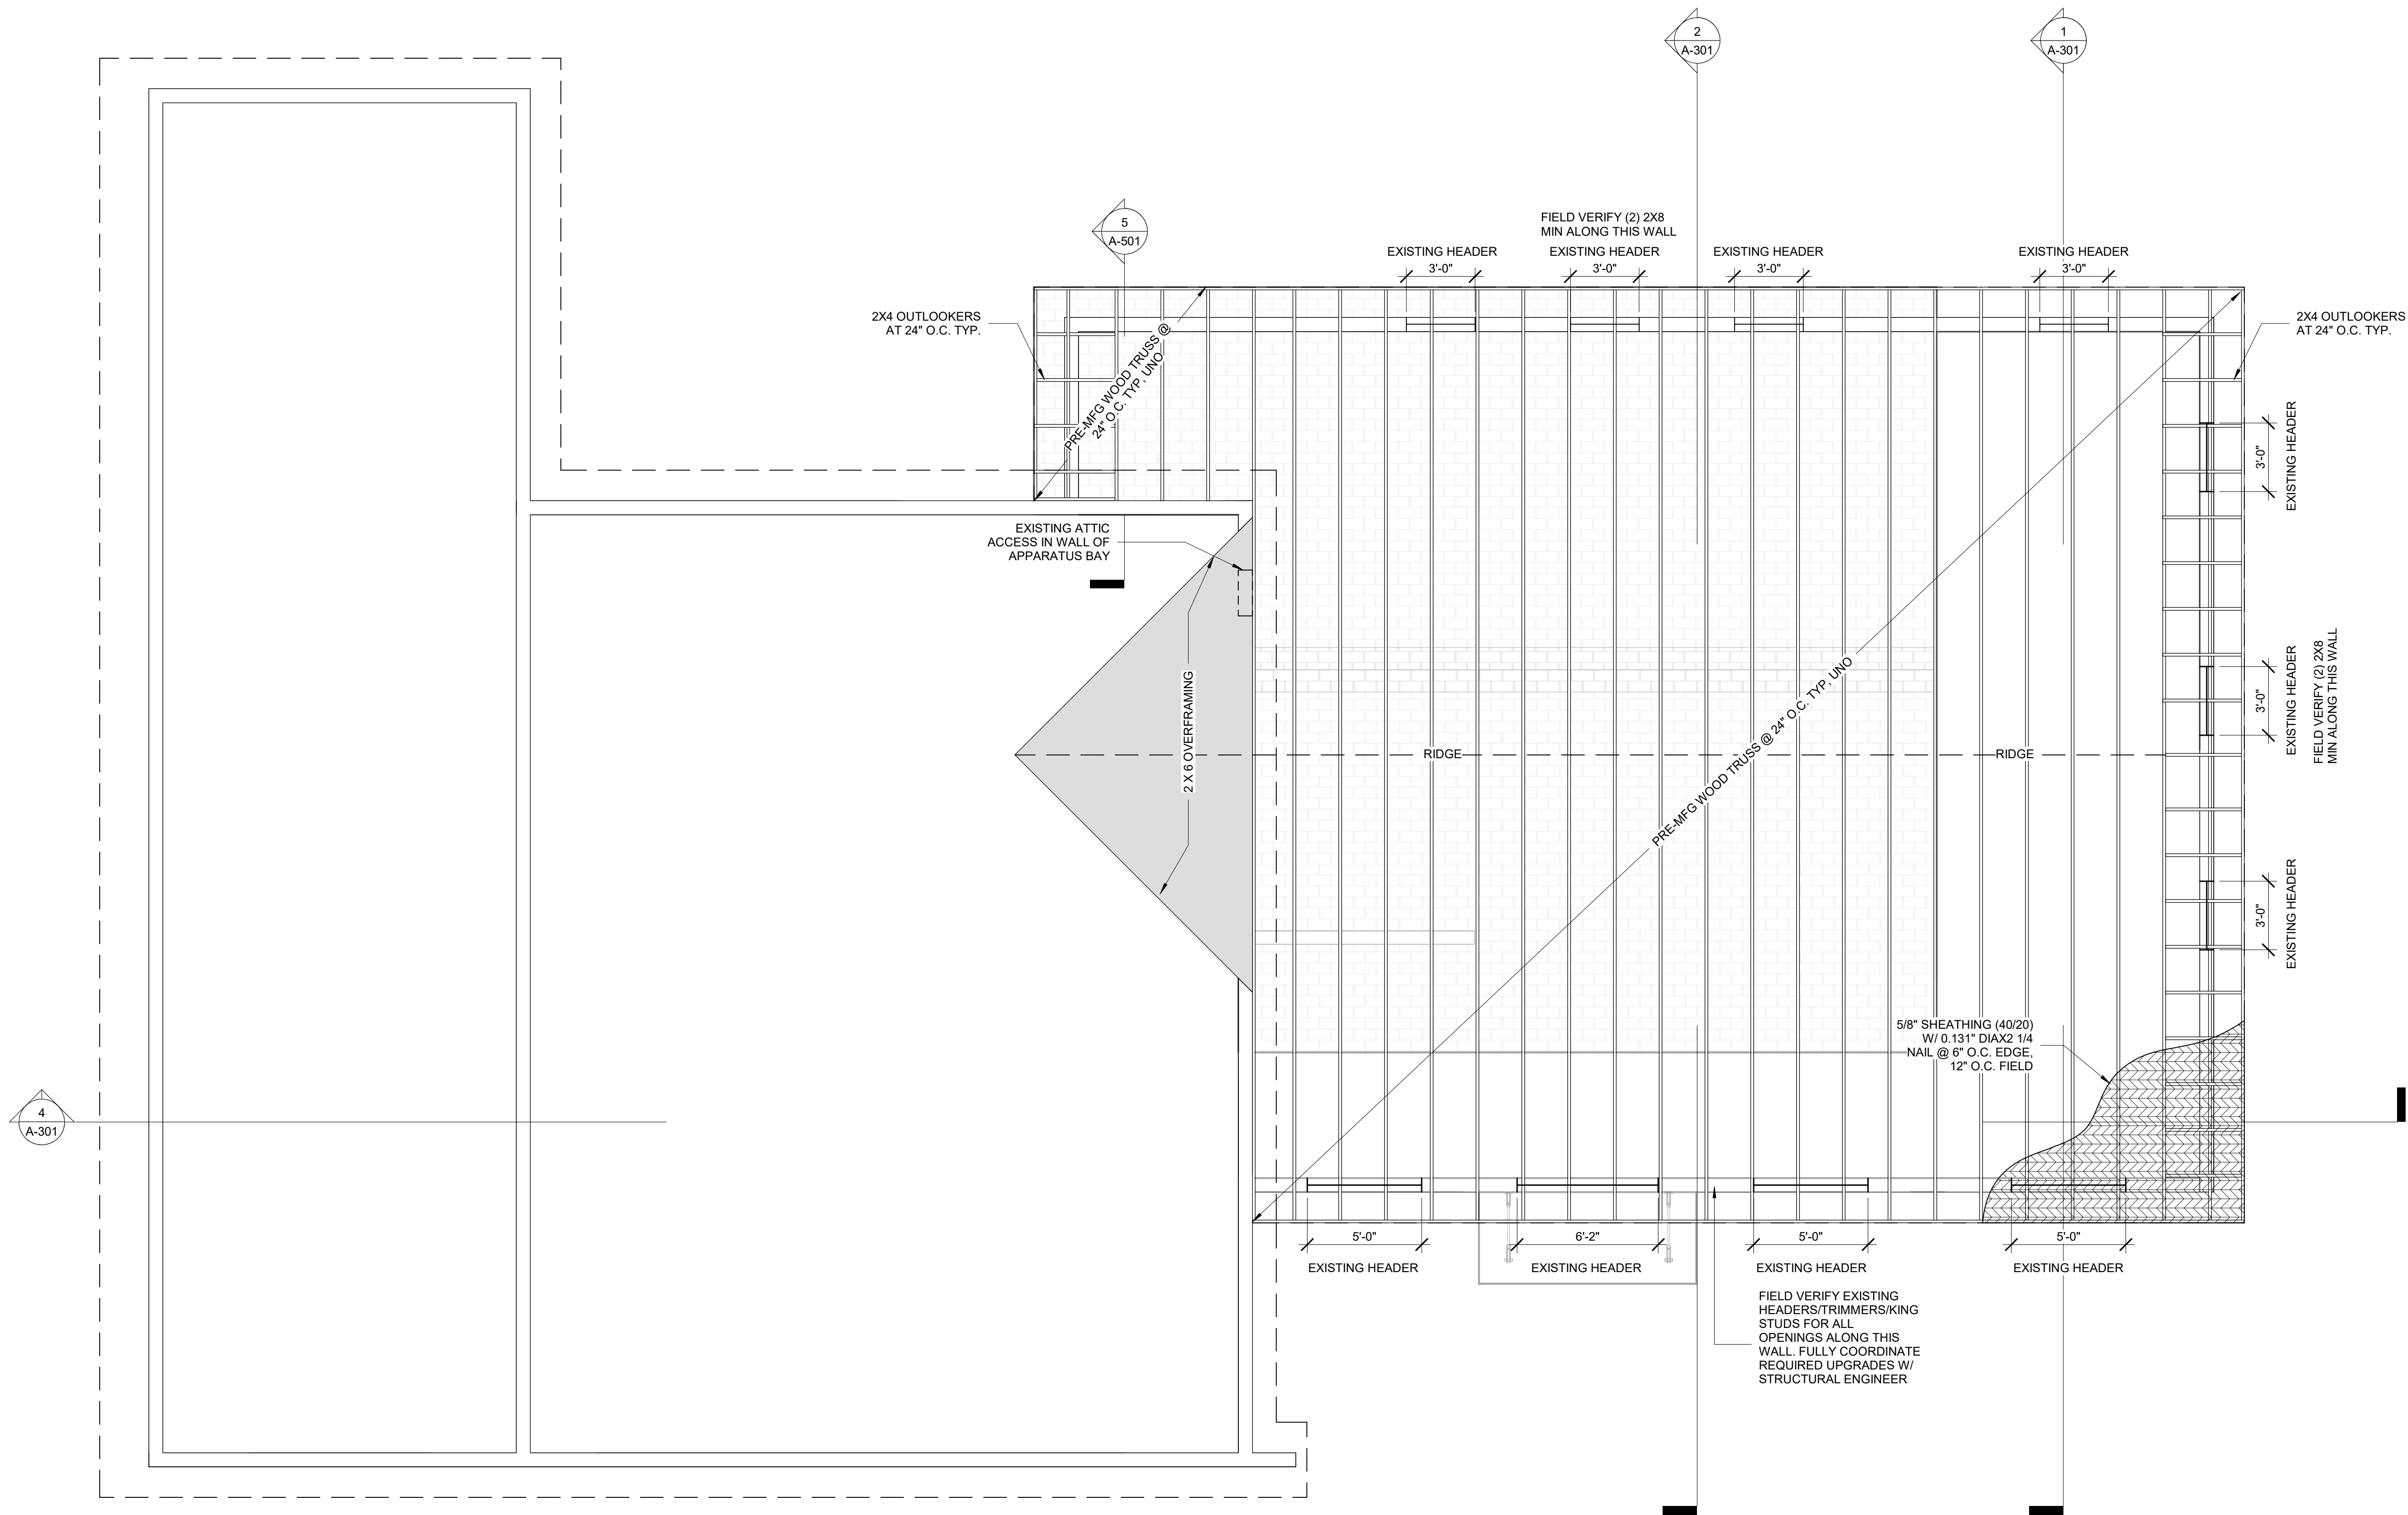 2
A-301
1
A-301
5
A-501
FIELD VERIFY (2) 2X8
MIN ALONG THIS WALL
EXISTING HEADER
3'-0"
EXISTING HEADER
3'-0"
EXISTING HEADER
3'-0"
EXISTING HEADER
3'-0"
2X4 OUTLOOKERS
AT 24" O.C. TYP.
PRE-MFG WOOD TRUSS @
24" O.C. TYP, UNO
2X4 OUTLOOKERS
AT 24" O.C. TYP.
3'-0"
EXISTING HEADER
EXISTING ATTIC
ACCESS IN WALL OF
APPARATUS BAY
2 X 6 OVERFRAMING
RIDGE
PRE-MFG WOOD TRUSS @ 24" O.C. TYP, UNO
RIDGE
3'-0"
EXISTING HEADER
FIELD VERIFY (2) 2X8
MIN ALONG THIS WALL
3'-0"
EXISTING HEADER
5/8" SHEATHING (40/20)
W/ 0.131" DIAX2 1/4
NAIL @ 6" O.C. EDGE,
12" O.C. FIELD
4
A-301
5'-0"
EXISTING HEADER
6'-2"
EXISTING HEADER
5'-0"
EXISTING HEADER
5'-0"
EXISTING HEADER
FIELD VERIFY EXISTING
HEADERS/TRIMMERS/KING
STUDS FOR ALL
OPENINGS ALONG THIS
WALL. FULLY COORDINATE
REQUIRED UPGRADES W/
STRUCTURAL ENGINEER